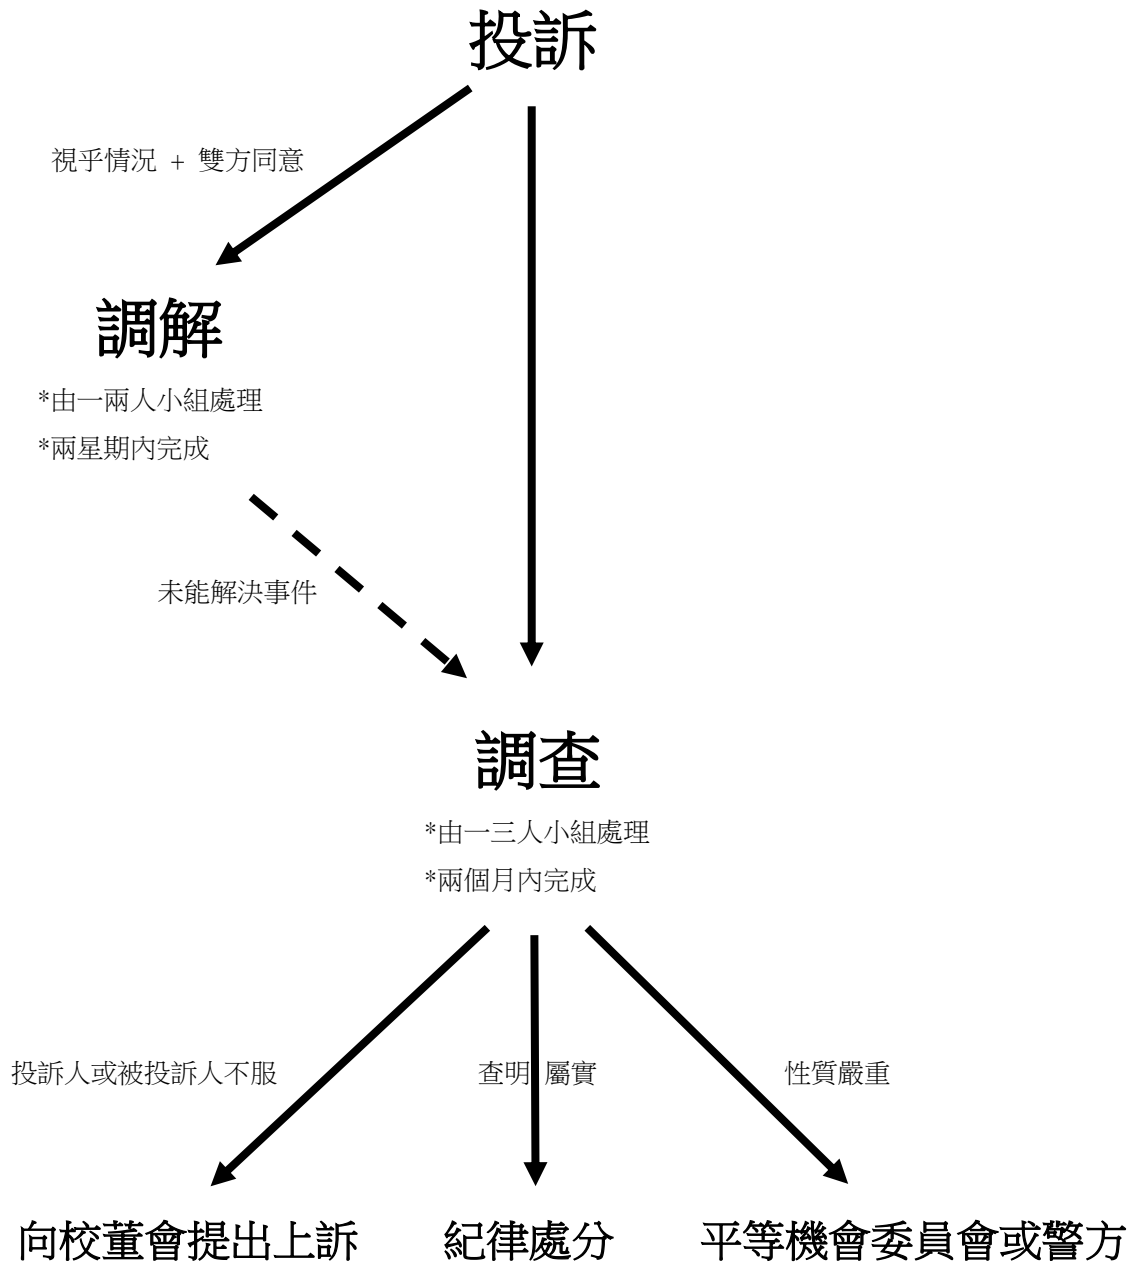 投訴
視乎情況 + 雙方同意
調解
*由一兩人小組處理
*兩星期內完成
未能解決事件
調查
*由一三人小組處理
*兩個月內完成
投訴人或被投訴人不服
查明 屬實
性質嚴重
向校董會提出上訴
紀律處分
平等機會委員會或警方